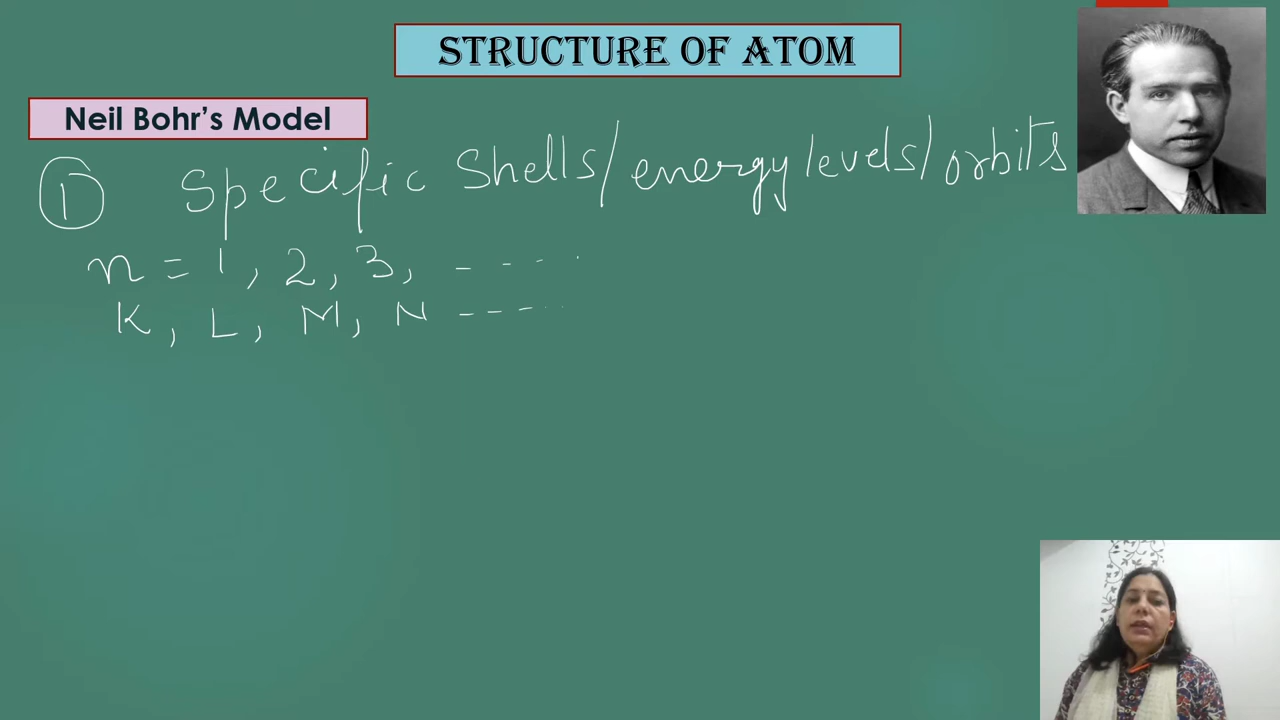 STRUCTURE OF ATOM
Neil Bohr's Model
① Specific Shells/energy levels/orbits
n = 1, 2, 3, -----
K, L, M, N -----